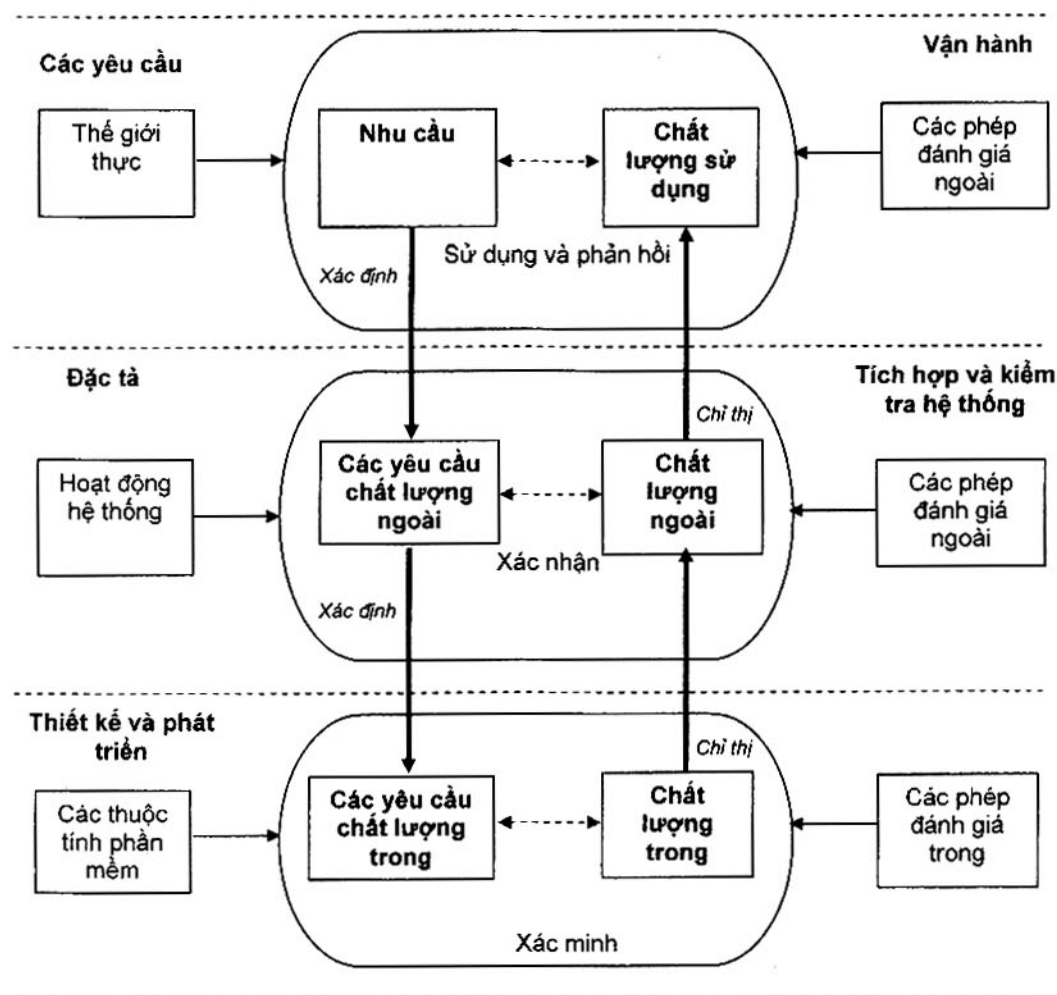 Các yêu cầu
Vận hành
Thế giới
thực
Nhu cầu
Chất
lượng sử
dụng
Các phép
đánh giá
ngoài
Xác định
Sử dụng và phản hồi
Đặc tả
Tích hợp và kiểm
tra hệ thống
Chỉ thị
Hoạt động
hệ thống
Các yêu cầu
chất lượng
ngoài
Chất
lượng
ngoài
Các phép
đánh giá
ngoài
Xác nhận
Xác định
Thiết kế và phát
triển
Chỉ thị
Các thuộc
tính phần
mềm
Các yêu cầu
chất lượng
trong
Chất
lượng
trong
Các phép
đánh giá
trong
Xác minh